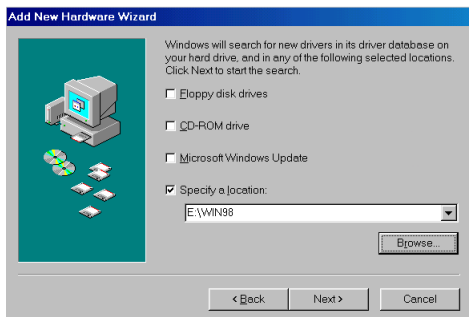 Add New Hardware Wizard
Windows will search for new drivers in its driver database on
your hard drive, and in any of the following selected locations.
Click Next to start the search.
Floppy disk drives
CD-ROM drive
Microsoft Windows Update
Specify a location:
E:\WIN98
Browse...
< Back
Next >
Cancel